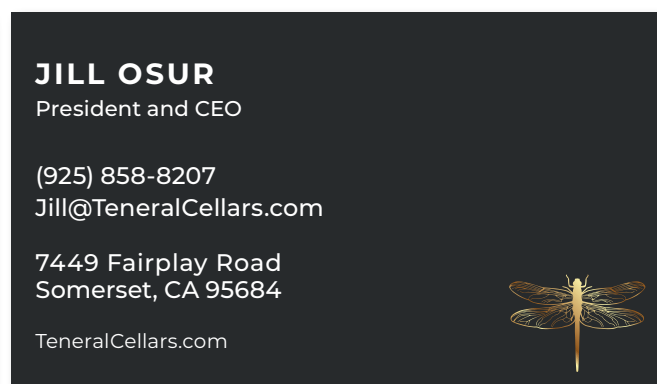 JILL OSUR
President and CEO
(925) 858-8207
Jill@TeneralCellars.com
7449 Fairplay Road
Somerset, CA 95684
TeneralCellars.com